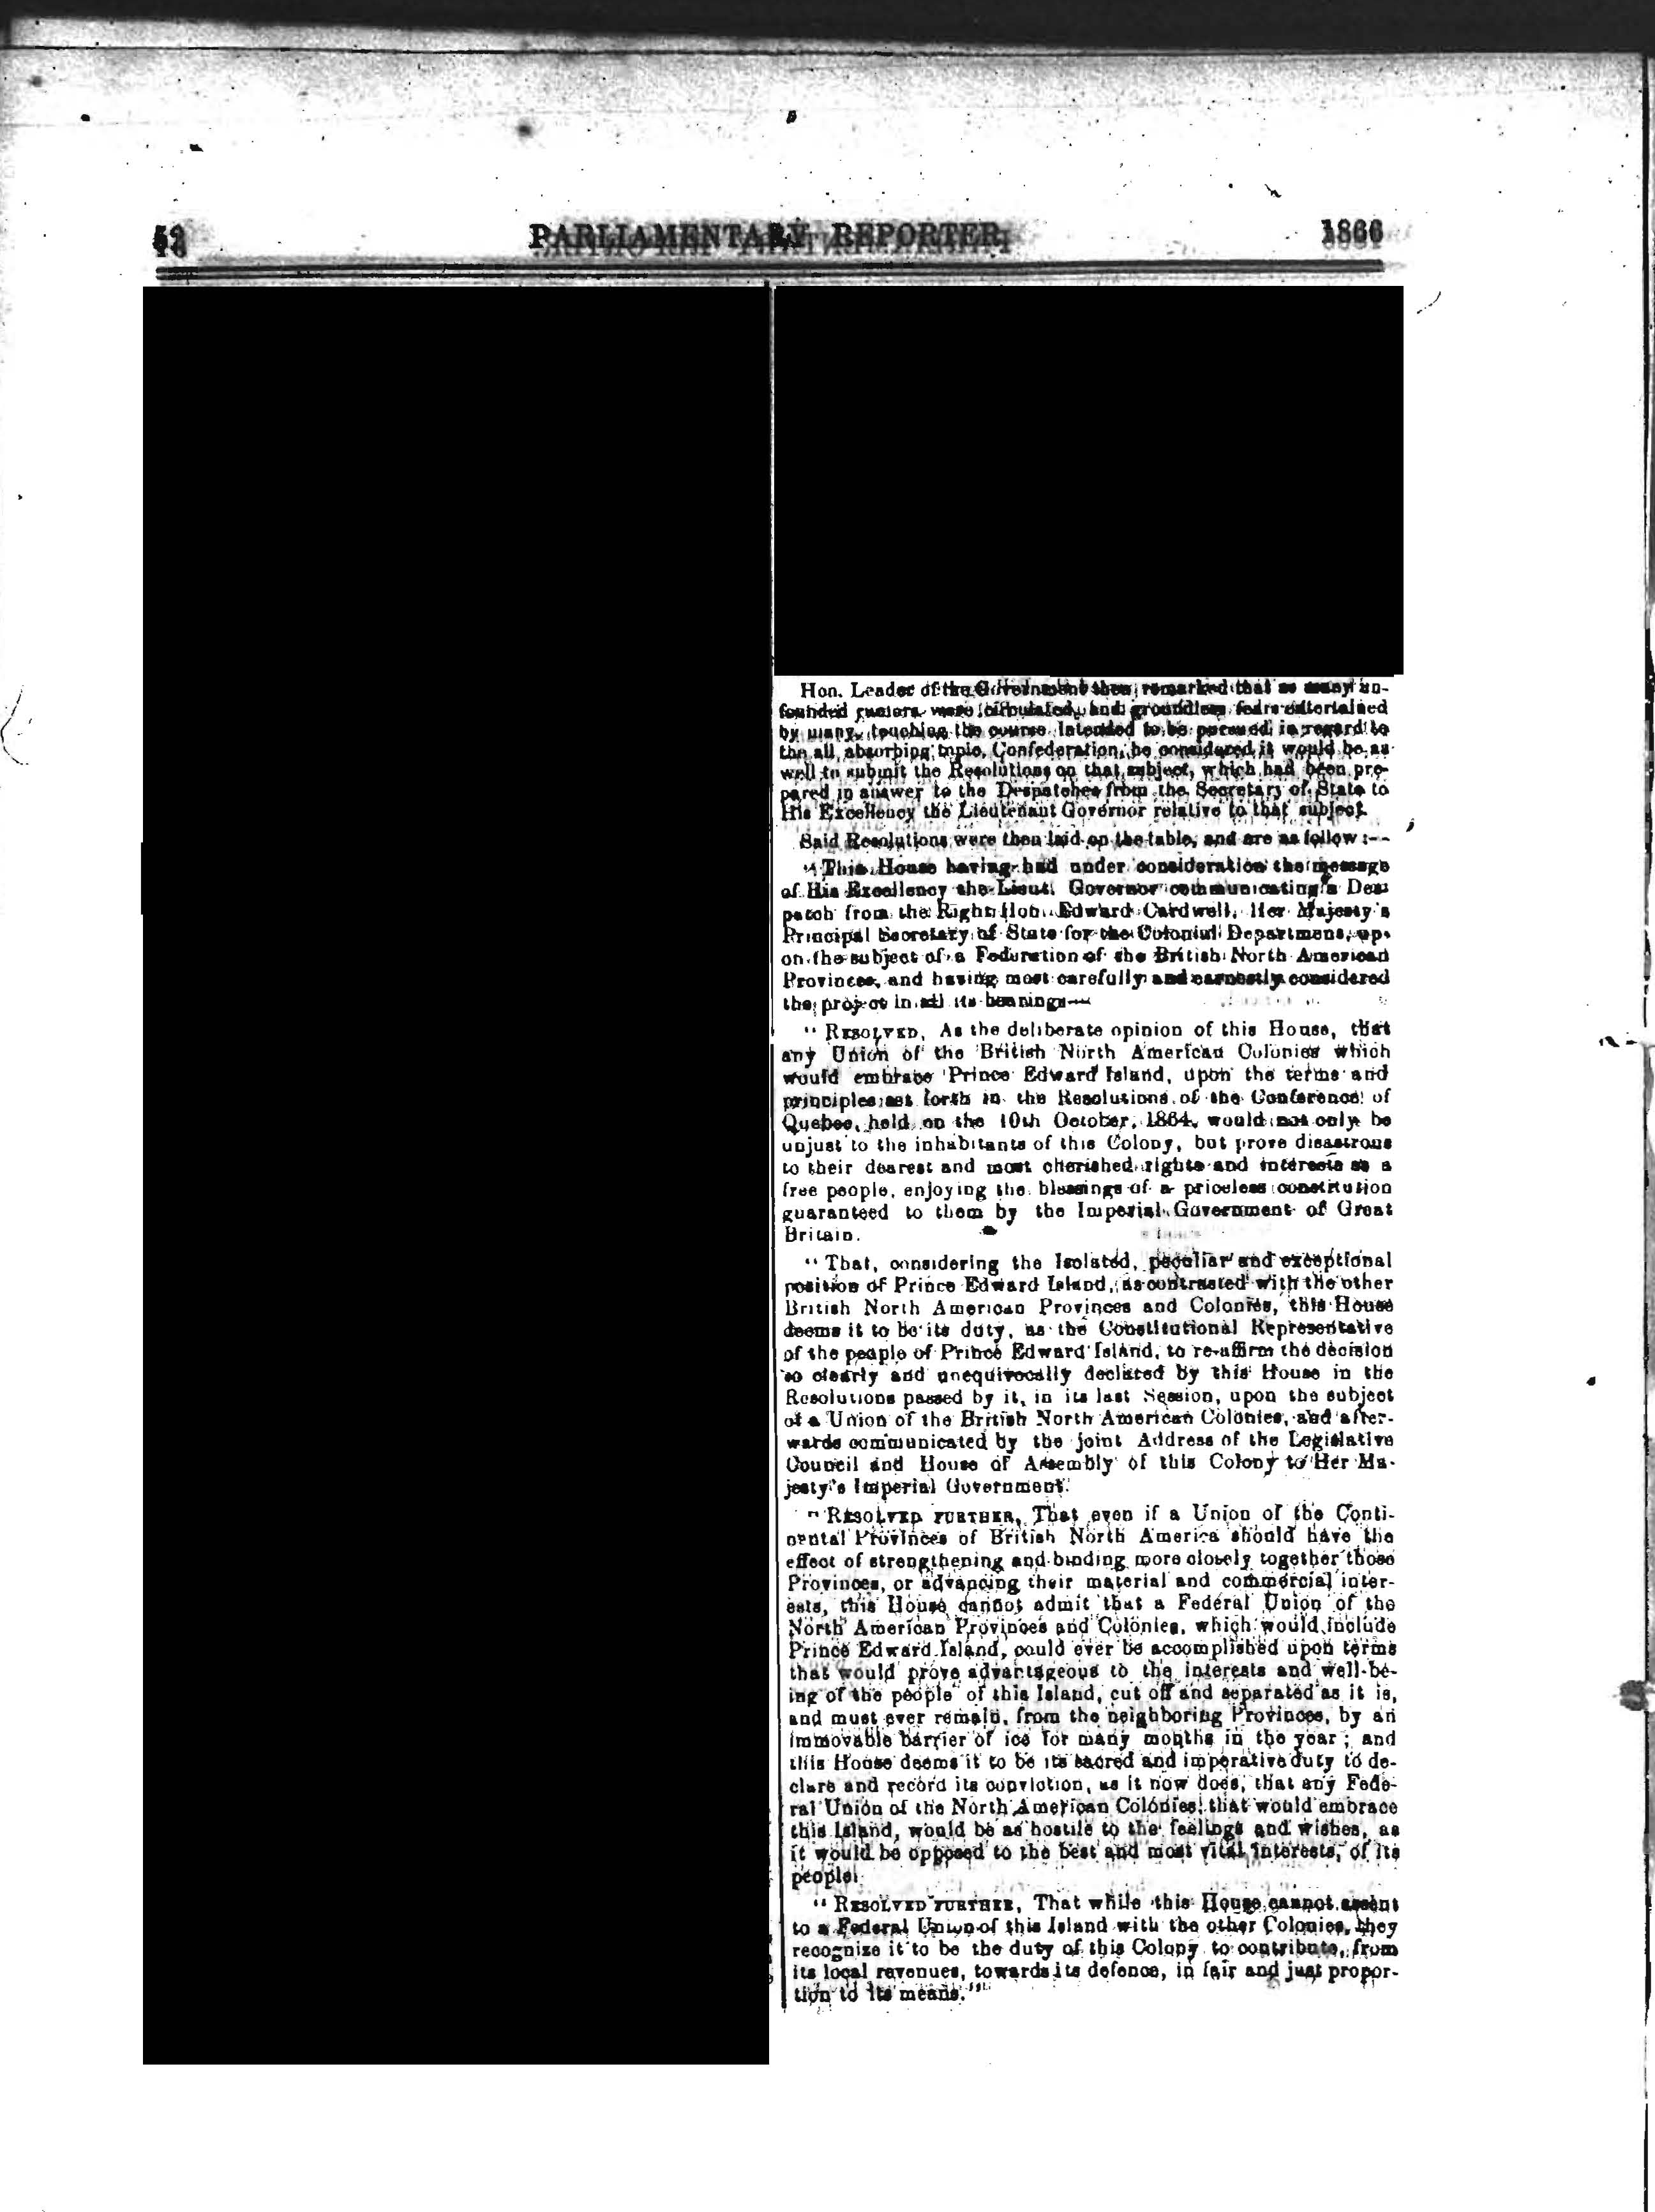 PARLIAMENTARY REPORTER.
1866
Hon. Leader of the Government then remarked that so many un-
founded rumors were circulated, and groundless fears entertained
by many, touching the course intended to be pursued in regard to
the all absorbing topic, Confederation, he considered it would be as
well to submit the Resolutions on that subject, which had been pre-
pared in answer to the Despatches from the Secretary of State to
His Excellency the Lieutenant Governor relative to that subject.
Said Resolutions were then laid on the table, and are as follow :--
"This House having had under consideration the message
of His Excellency the Lieut. Governor communicating a Des-
patch from the Right Hon. Edward Cardwell, Her Majesty's
Principal Secretary of State for the Colonial Department, up-
on the subject of a Federation of the British North American
Provinces, and having most carefully and earnestly considered
the project in all its bearings—
" RESOLVED, As the deliberate opinion of this House, that
any Union of the British North American Colonies which
would embrace Prince Edward Island, upon the terms and
principles set forth in the Resolutions of the Conference of
Quebec, held on the 10th October, 1864, would not only be
unjust to the inhabitants of this Colony, but prove disastrous
to their dearest and most cherished rights and interests as a
free people, enjoying the blessings of a priceless constitution
guaranteed to them by the Imperial Government of Great
Britain.
" That, considering the Isolated, peculiar and exceptional
position of Prince Edward Island, as contrasted with the other
British North American Provinces and Colonies, this House
deems it to be its duty, as the Constitutional Representative
of the people of Prince Edward Island, to re-affirm the decision
so clearly and unequivocally declared by this House in the
Resolutions passed by it, in its last Session, upon the subject
of a Union of the British North American Colonies, and after-
wards communicated by the joint Address of the Legislative
Council and House of Assembly of this Colony to Her Ma-
jesty's Imperial Government.
" RESOLVED FURTHER, That even if a Union of the Conti-
nental Provinces of British North America should have the
effect of strengthening and binding more closely together those
Provinces, or advancing their material and commercial inter-
ests, this House cannot admit that a Federal Union of the
North American Provinces and Colonies, which would include
Prince Edward Island, could ever be accomplished upon terms
that would prove advantageous to the interests and well-be-
ing of the people of this Island, cut off and separated as it is,
and must ever remain, from the neighboring Provinces, by an
immovable barrier of ice for many months in the year ; and
this House deems it to be its sacred and imperative duty to de-
clare and record its conviction, as it now does, that any Fede-
ral Union of the North American Colonies that would embrace
this Island, would be as hostile to the feelings and wishes, as
it would be opposed to the best and most vital interests, of its
people.
" RESOLVED FURTHER, That while this House cannot assent
to a Federal Union of this Island with the other Colonies, they
recognize it to be the duty of this Colony to contribute, from
its local revenues, towards its defence, in fair and just propor-
tion to its means."